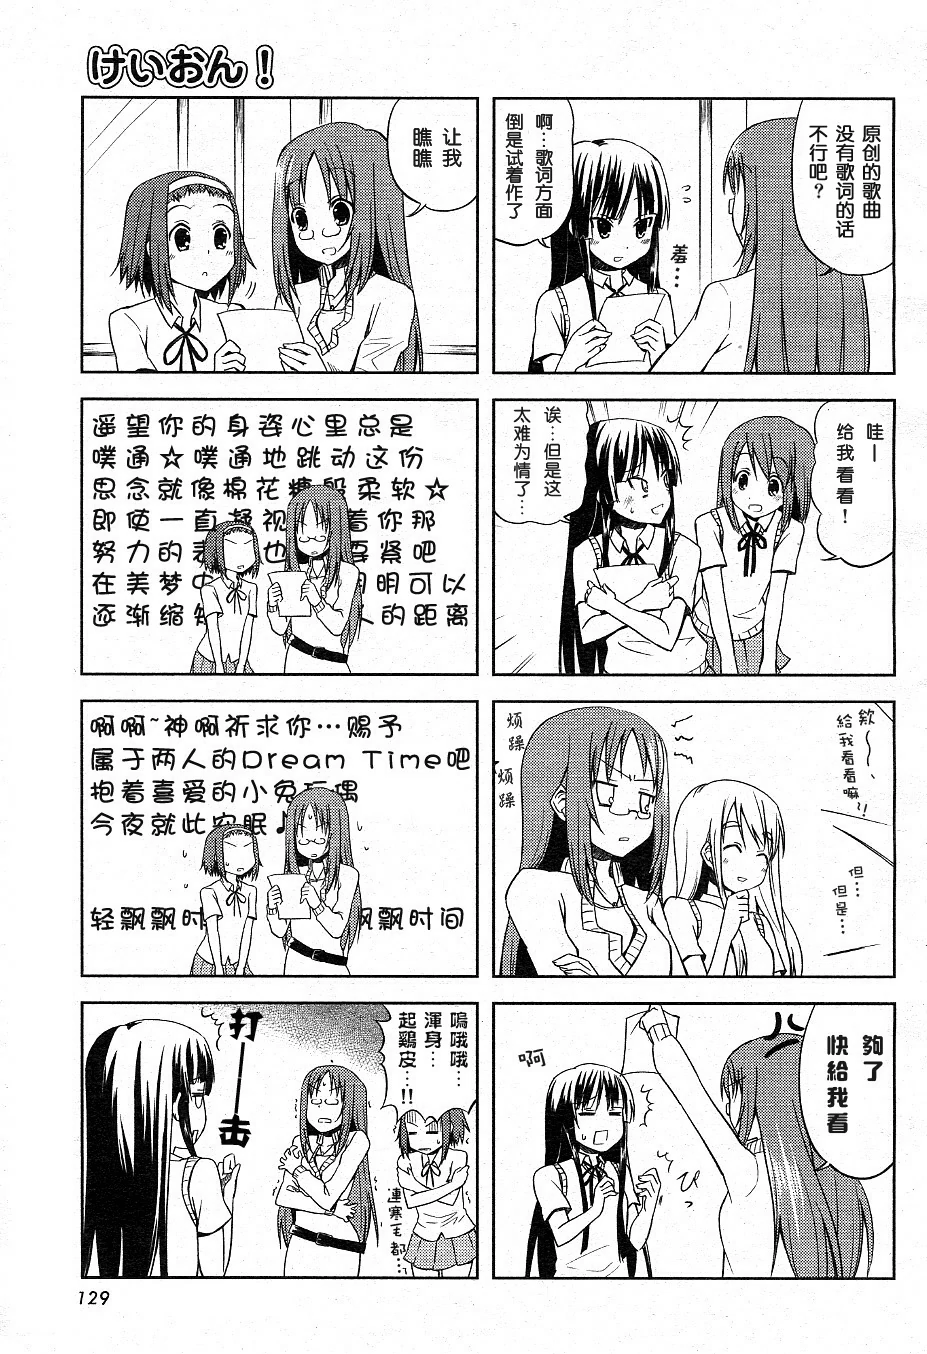 けいおん！
原创的歌曲
没有歌词的话
不行吧？
啊…歌词方面
倒是试着作了
羞…
哇—
给我看看！
诶…但是这
太难为情了…
欸～～、
給我看看嘛?!
但…
但是…
煩躁
煩躁
夠了
快給我看
啊
让我
瞧瞧
遥望你的身姿心里总是
噗通☆噗通地跳动这份
思念就像棉花糖般柔软☆
即使一直凝视 着你那
努力的表 也 紧吧
在美梦中 明明可以
逐渐缩短 人的距离
啊啊~神啊祈求你…赐予
属于两人的Dream Time吧
抱着喜爱的小兔玩偶
今夜就此安眠♪
轻飘飘时 飘飘时间
嗚哦哦…
渾身…
起鷄皮…!!
連寒毛都…
打—击
129